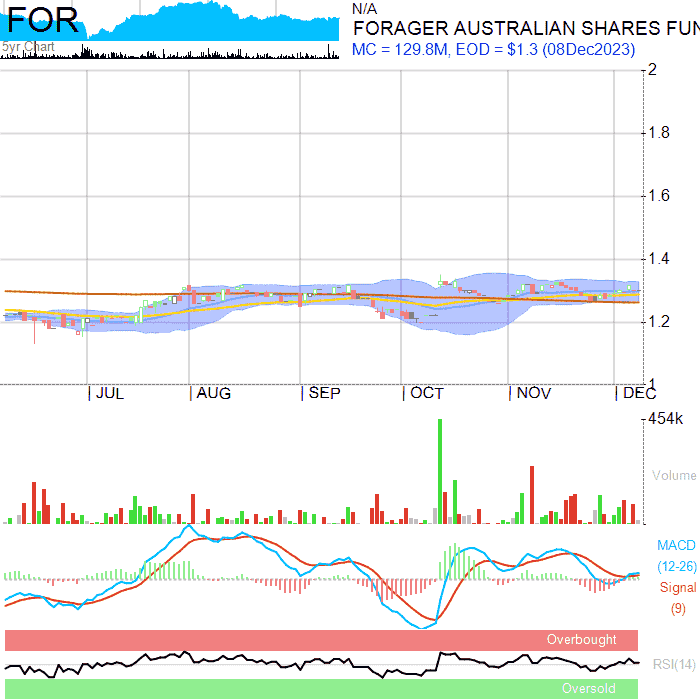 FOR
5yr Chart
N/A
FORAGER AUSTRALIAN SHARES FUN
MC = 129.8M, EOD = $1.3 (08Dec2023)
2
1.8
1.6
1.4
1.2
1
JUL AUG SEP OCT NOV DEC
454k
Volume
MACD
(12-26)
Signal
(9)
Overbought
RSI(14)
Oversold